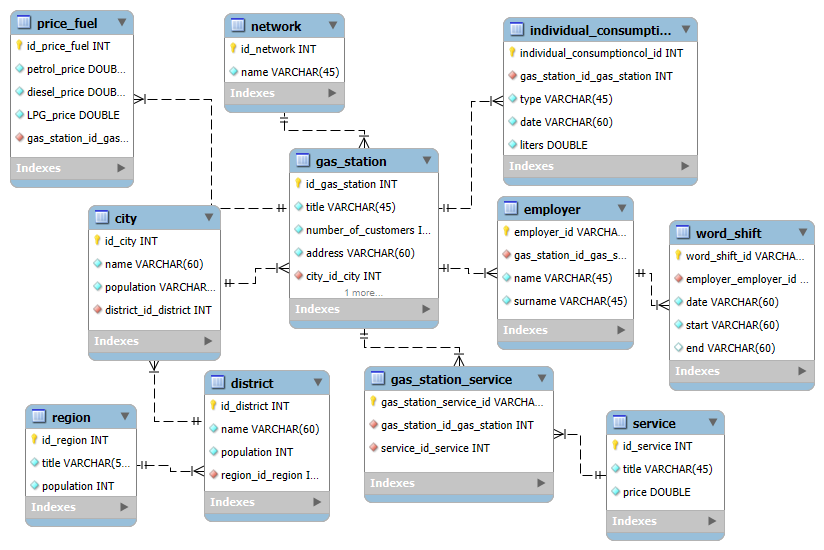 price_fuel
id_price_fuel INT
petrol_price DOUB...
diesel_price DOUB...
LPG_price DOUBLE
gas_station_id_gas...
Indexes
network
id_network INT
name VARCHAR(45)
Indexes
individual_consumpti...
individual_consumptioncol_id INT
gas_station_id_gas_station INT
type VARCHAR(45)
date VARCHAR(60)
liters DOUBLE
Indexes
gas_station
id_gas_station INT
title VARCHAR(45)
number_of_customers I...
address VARCHAR(60)
city_id_city INT
1 more...
Indexes
city
id_city INT
name VARCHAR(60)
population VARCHAR...
district_id_district INT
Indexes
employer
employer_id VARCHA...
gas_station_id_gas_s...
name VARCHAR(45)
surname VARCHAR(45)
Indexes
word_shift
word_shift_id VARCHA...
employer_employer_id ...
date VARCHAR(60)
start VARCHAR(60)
end VARCHAR(60)
Indexes
district
id_district INT
name VARCHAR(60)
population INT
region_id_region I...
Indexes
gas_station_service
gas_station_service_id VARCHA...
gas_station_id_gas_station INT
service_id_service INT
Indexes
region
id_region INT
title VARCHAR(5...
population INT
Indexes
service
id_service INT
title VARCHAR(45)
price DOUBLE
Indexes